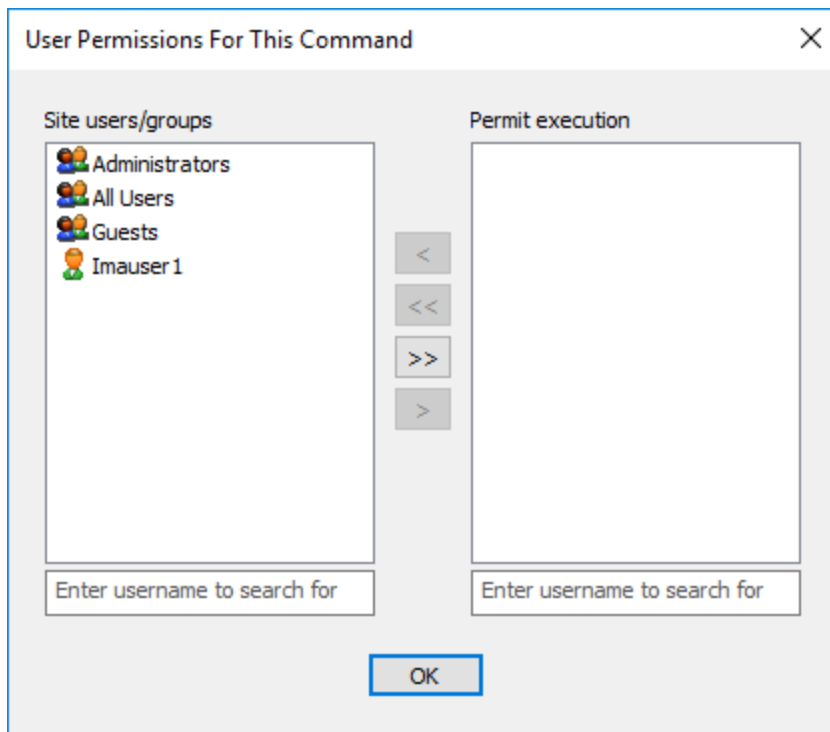 User Permissions For This Command
Site users/groups
Permit execution
Administrators
All Users
Guests
Imauser1
<
<<
>>
>
Enter username to search for
Enter username to search for
OK